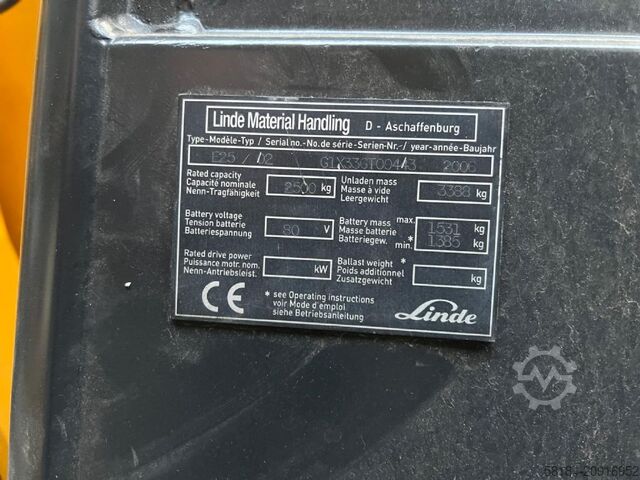 Linde Material Handling D - Aschaffenburg
Type-Modèle-Typ / Serial no.-No. de série-Serien-Nr. / year-année-Baujahr
E25 / 02 G1X336T00443 2006
Rated capacity
Capacité nominale
Nenn-Tragfähigkeit
2500 kg
Unladen mass
Masse à vide
Leergewicht
3388 kg
Battery voltage
Tension batterie
Batteriespannung
80 V
Battery mass max.
Masse batterie
Batteriegew. * min.
1531 kg
1385 kg
Rated drive power
Puissance motr. nom.
Nenn-Antriebsleist.
kW
Ballast weight *
Poids additionnel
Zusatzgewicht
kg
CE
* see Operating instructions
voir Mode d'emploi
siehe Betriebsanleitung
Linde